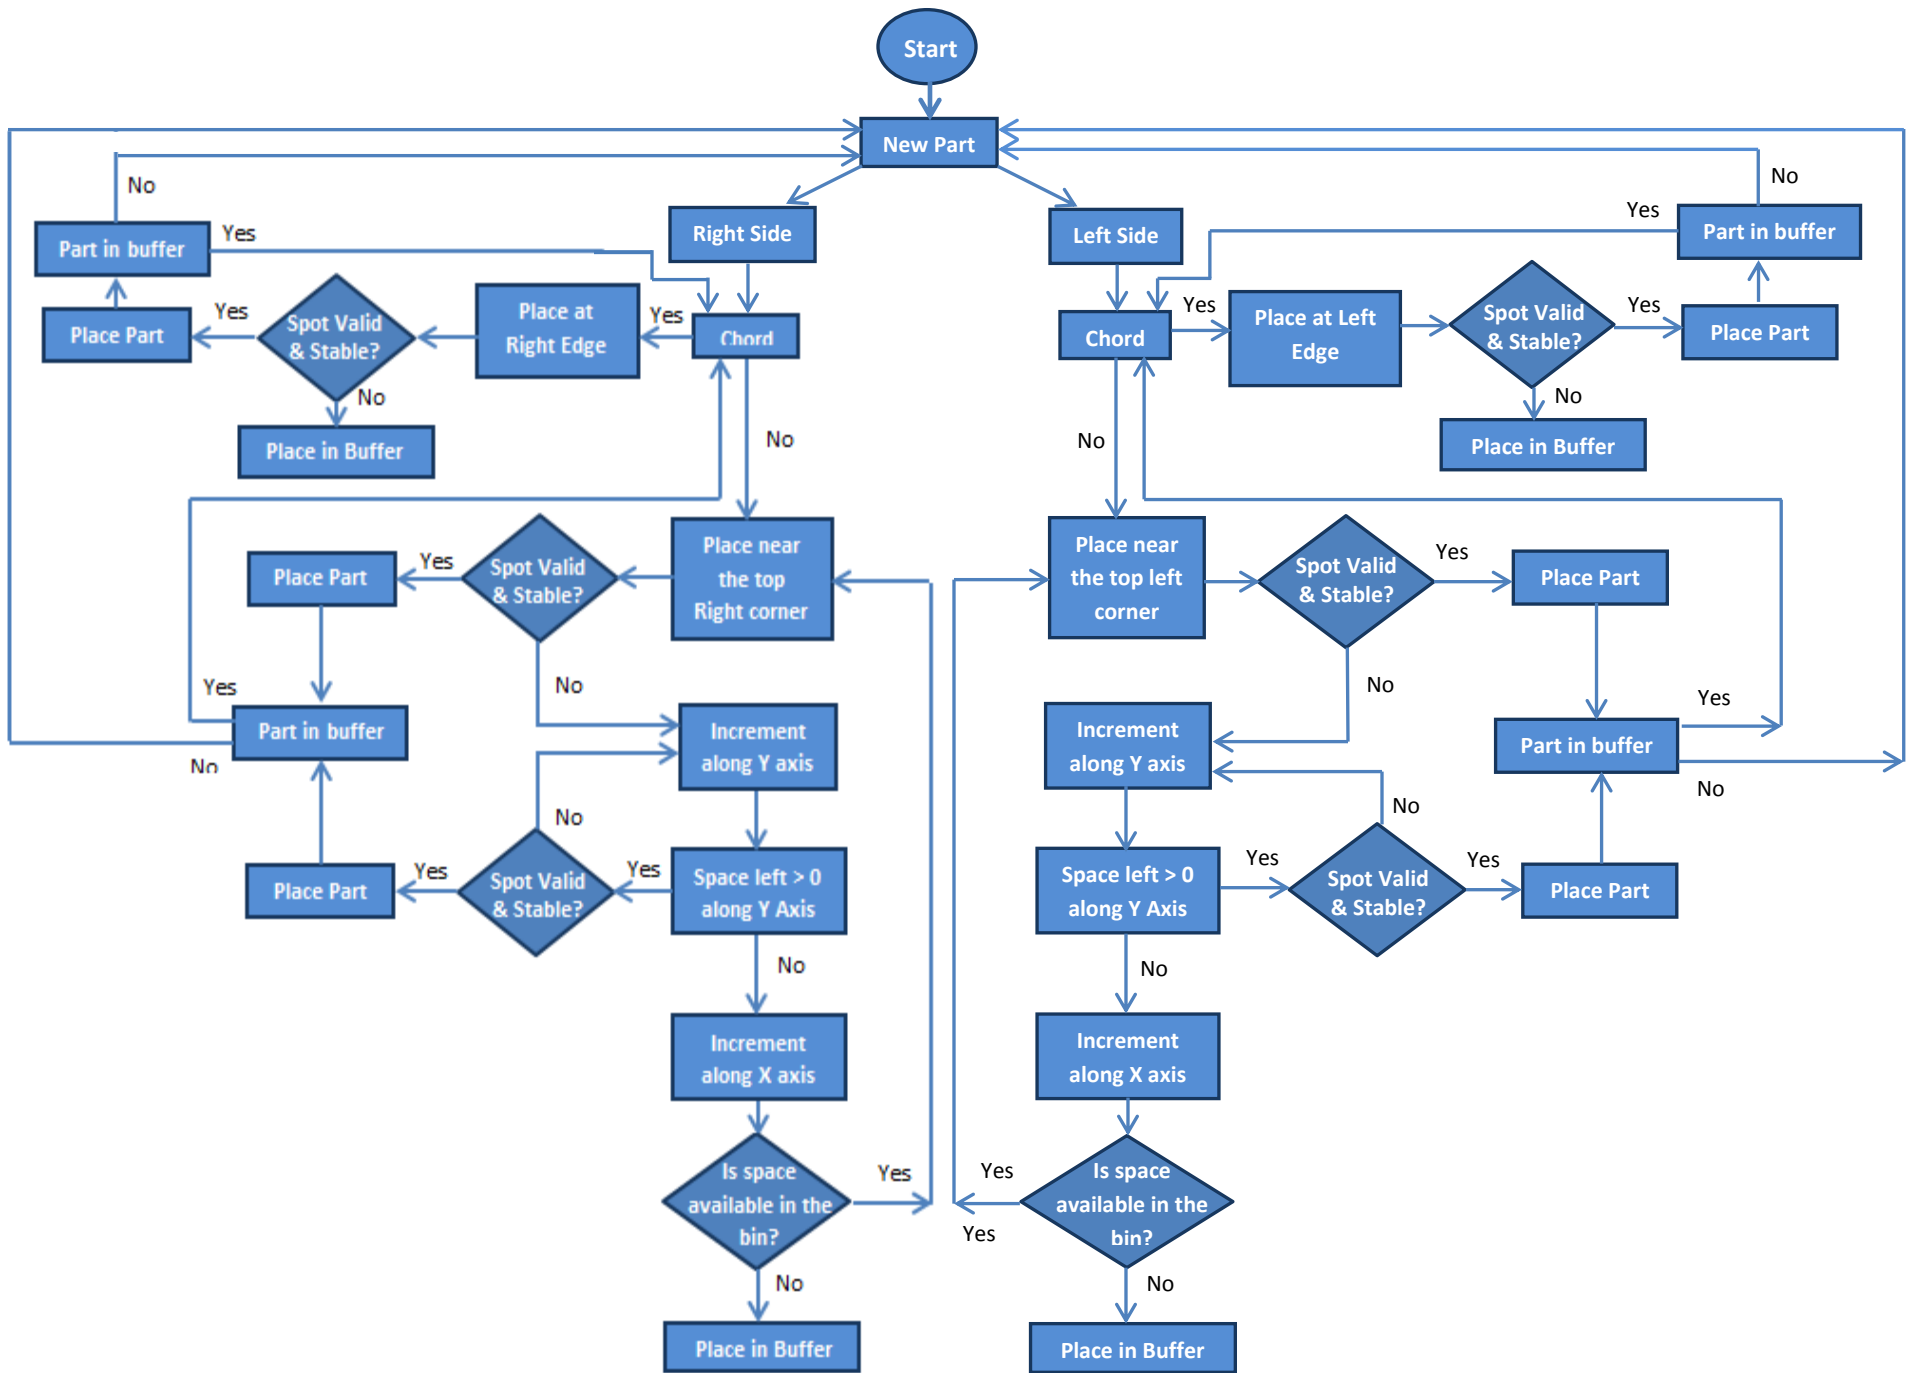 Start
New Part
No
No
Part in buffer
Yes
Right Side
Left Side
Yes
Part in buffer
Place Part
Yes
Spot Valid
& Stable?
Place at
Right Edge
Yes
Chord
Chord
Yes
Place at Left
Edge
Spot Valid
& Stable?
Yes
Place Part
No
Place in Buffer
No
No
No
Place in Buffer
Place Part
Yes
Spot Valid
& Stable?
Place near
the top
Right corner
Place near
the top left
corner
Spot Valid
& Stable?
Yes
Place Part
Yes
No
No
Yes
Part in buffer
No
Increment
along Y axis
Increment
along Y axis
Part in buffer
No
No
No
Place Part
Yes
Spot Valid
& Stable?
Yes
Space left > 0
along Y Axis
Space left > 0
along Y Axis
Yes
Spot Valid
& Stable?
Yes
Place Part
No
No
Increment
along X axis
Increment
along X axis
Is space
available in the
bin?
Yes
Yes
Yes
Is space
available in the
bin?
No
No
Place in Buffer
Place in Buffer